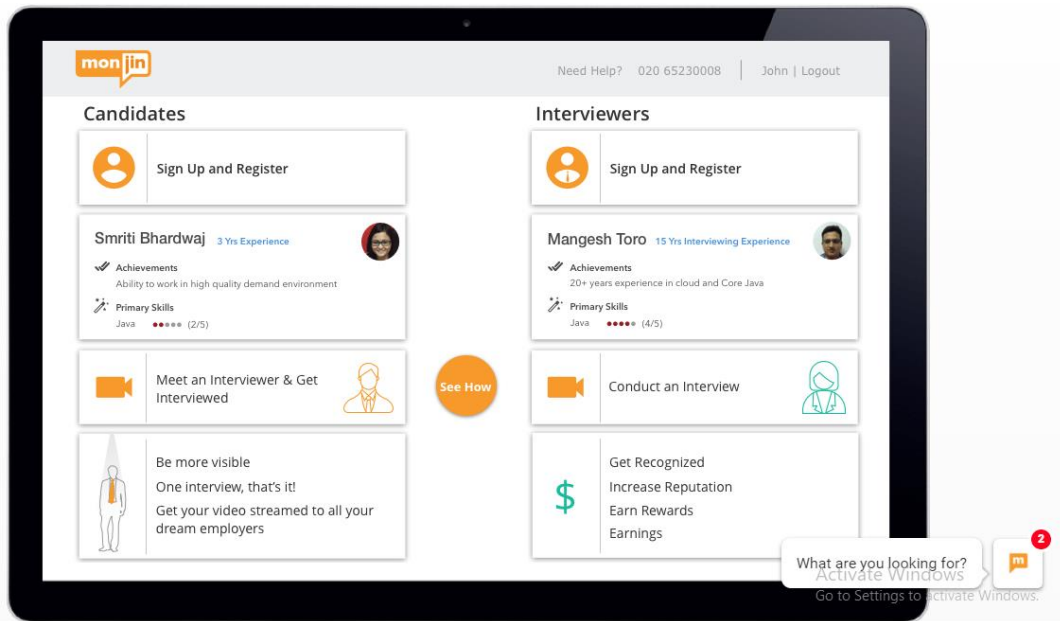 monjin
Need Help? 020 65230008 John | Logout
Candidates
Sign Up and Register
Smriti Bhardwaj 3 Yrs Experience
Achievements
Ability to work in high quality demand environment
Primary Skills
Java (2/5)
Meet an Interviewer & Get
Interviewed
Be more visible
One interview, that's it!
Get your video streamed to all your
dream employers
See How
Interviewers
Sign Up and Register
Mangesh Toro 15 Yrs Interviewing Experience
Achievements
20+ years experience in cloud and Core Java
Primary Skills
Java (4/5)
Conduct an Interview
$
Get Recognized
Increase Reputation
Earn Rewards
Earnings
What are you looking for?
m
2
Activate Windows
Go to Settings to activate Windows.